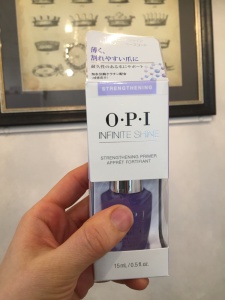 薄く、
割れやすい爪に
STRENGTHENING
O·P·I
INFINITE SHINE
STRENGTHENING PRIMER
APPRÊT FORTIFIANT
15 mL / 0.5 fl oz